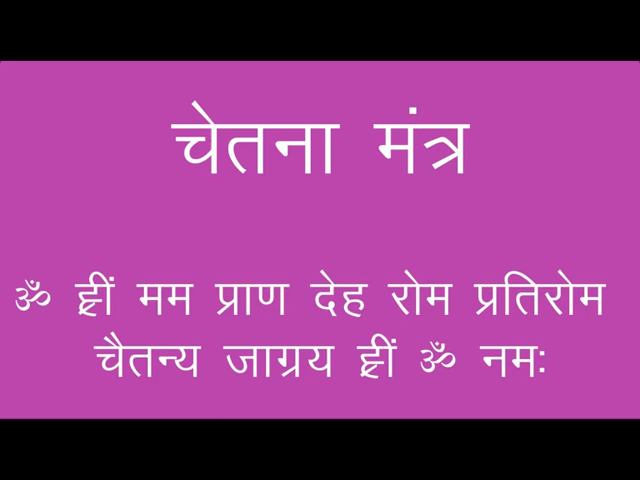 चेतना मंत्र
ॐ ह्रीं मम प्राण देह रोम प्रतिरोम
चैतन्य जाग्रय ह्रीं ॐ नमः